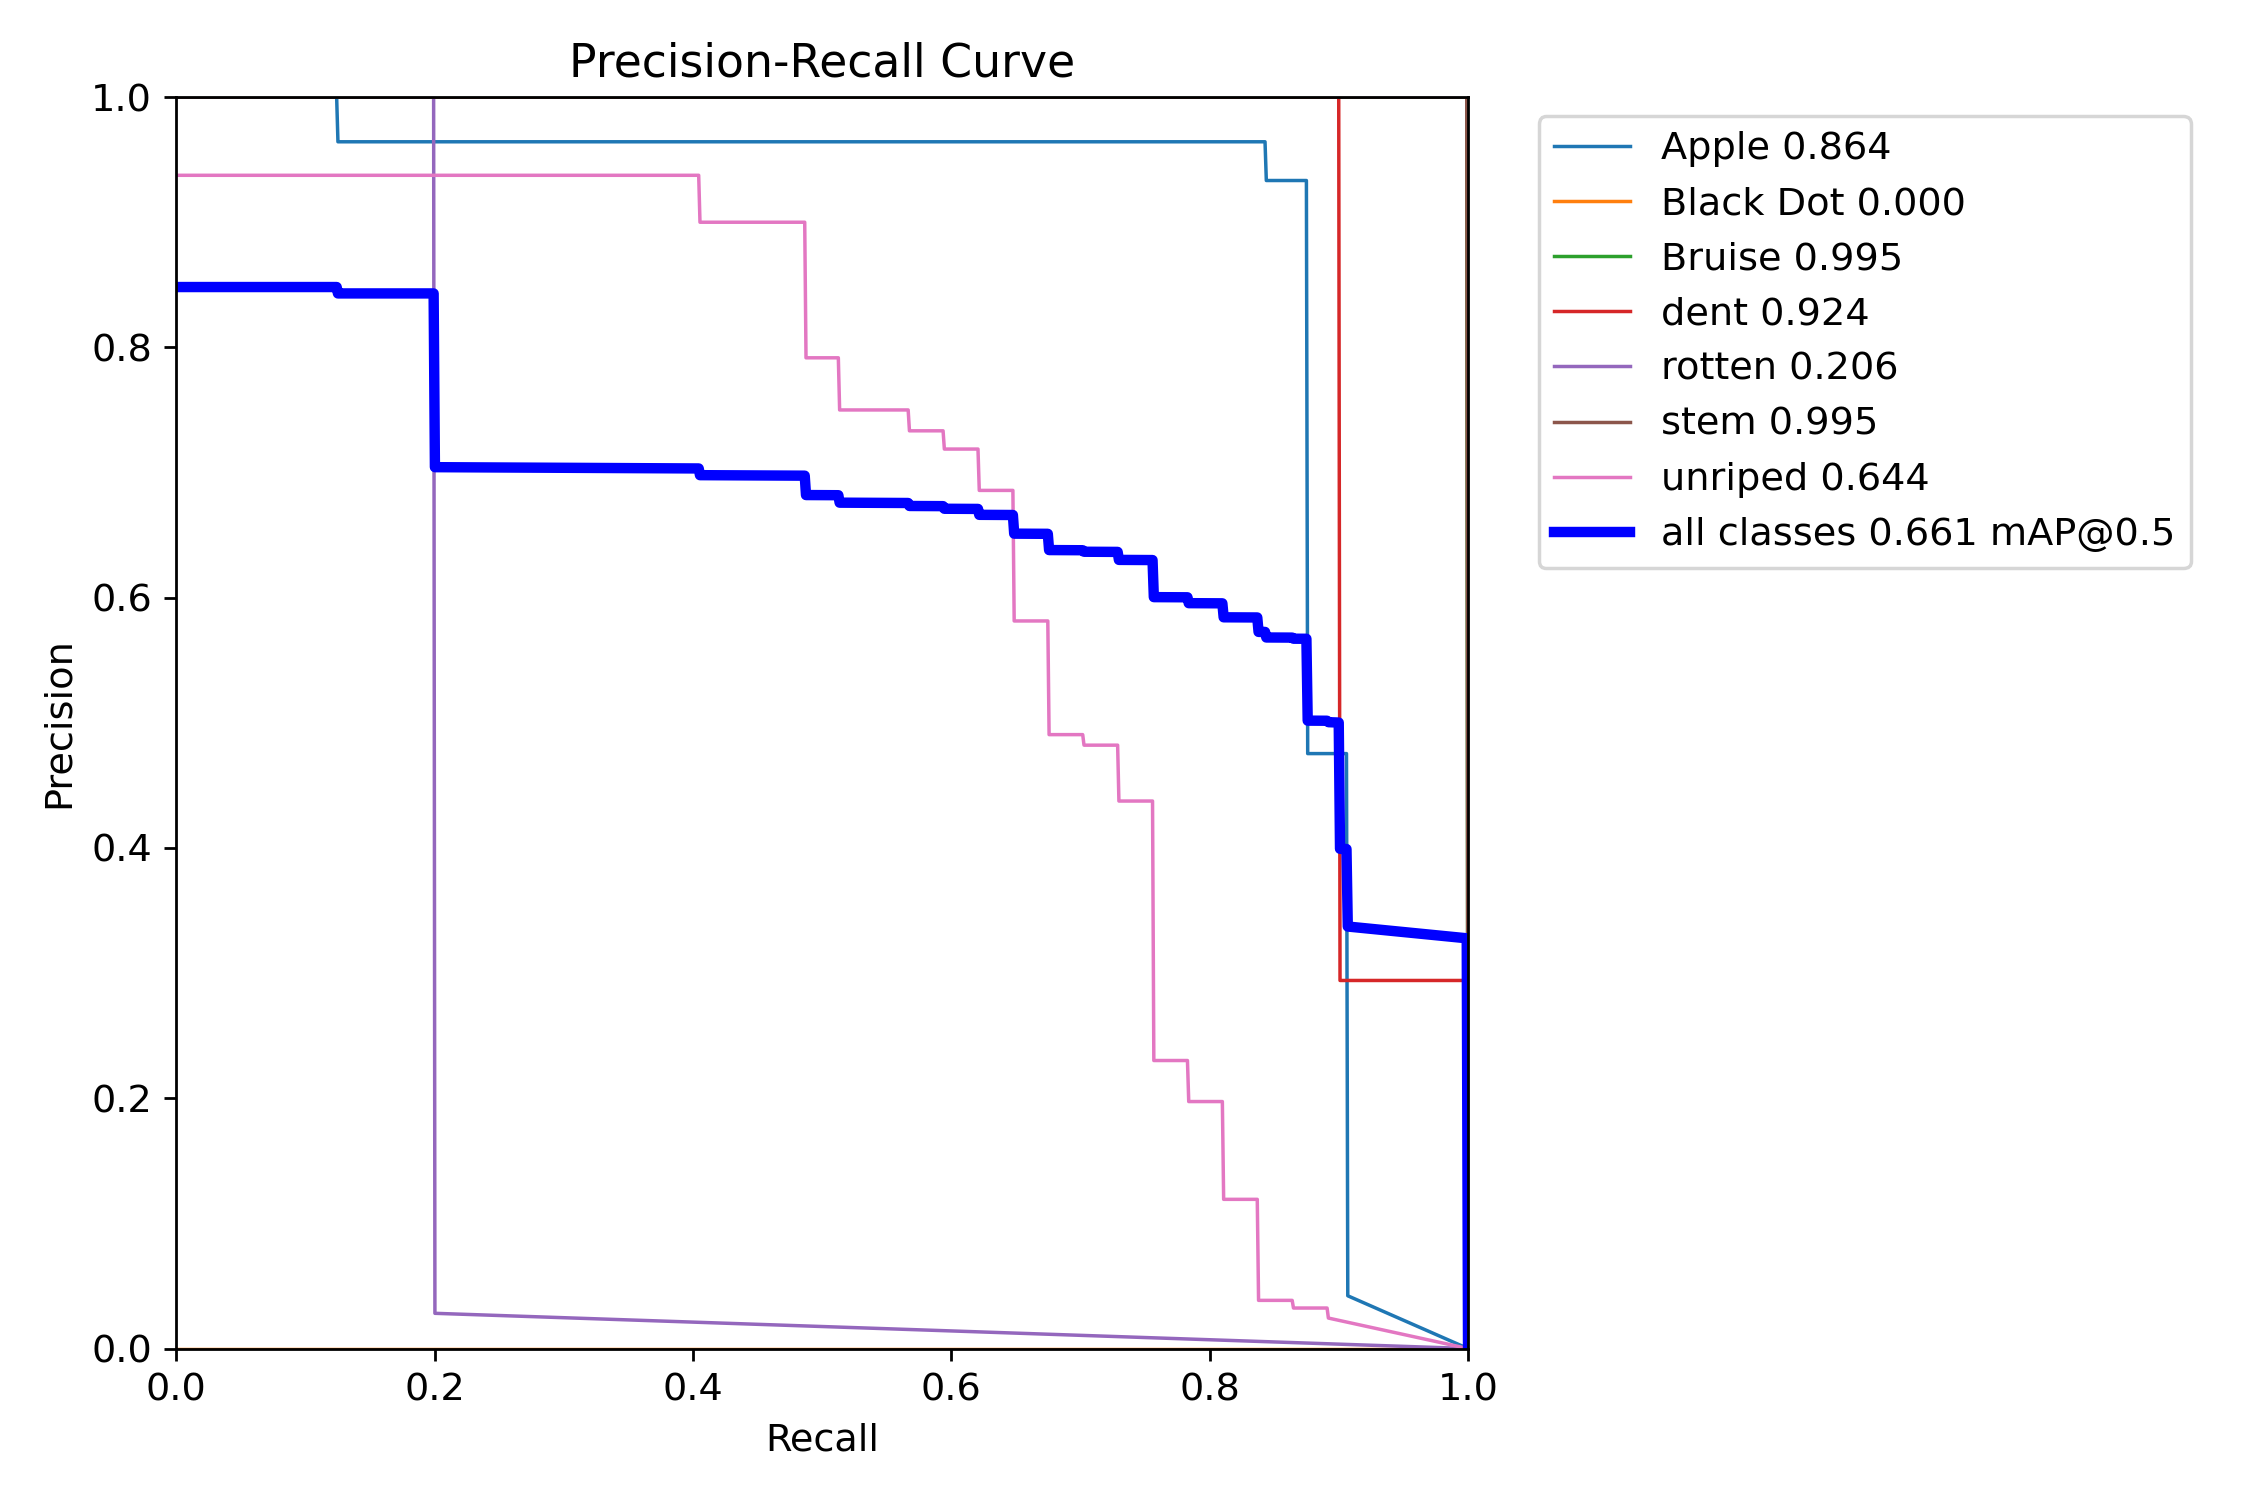 Precision-Recall Curve
1.0
0.8
0.6
0.4
0.2
0.0
Precision
0.0 0.2 0.4 0.6 0.8 1.0
Recall
Apple 0.864
Black Dot 0.000
Bruise 0.995
dent 0.924
rotten 0.206
stem 0.995
unriped 0.644
all classes 0.661 mAP@0.5